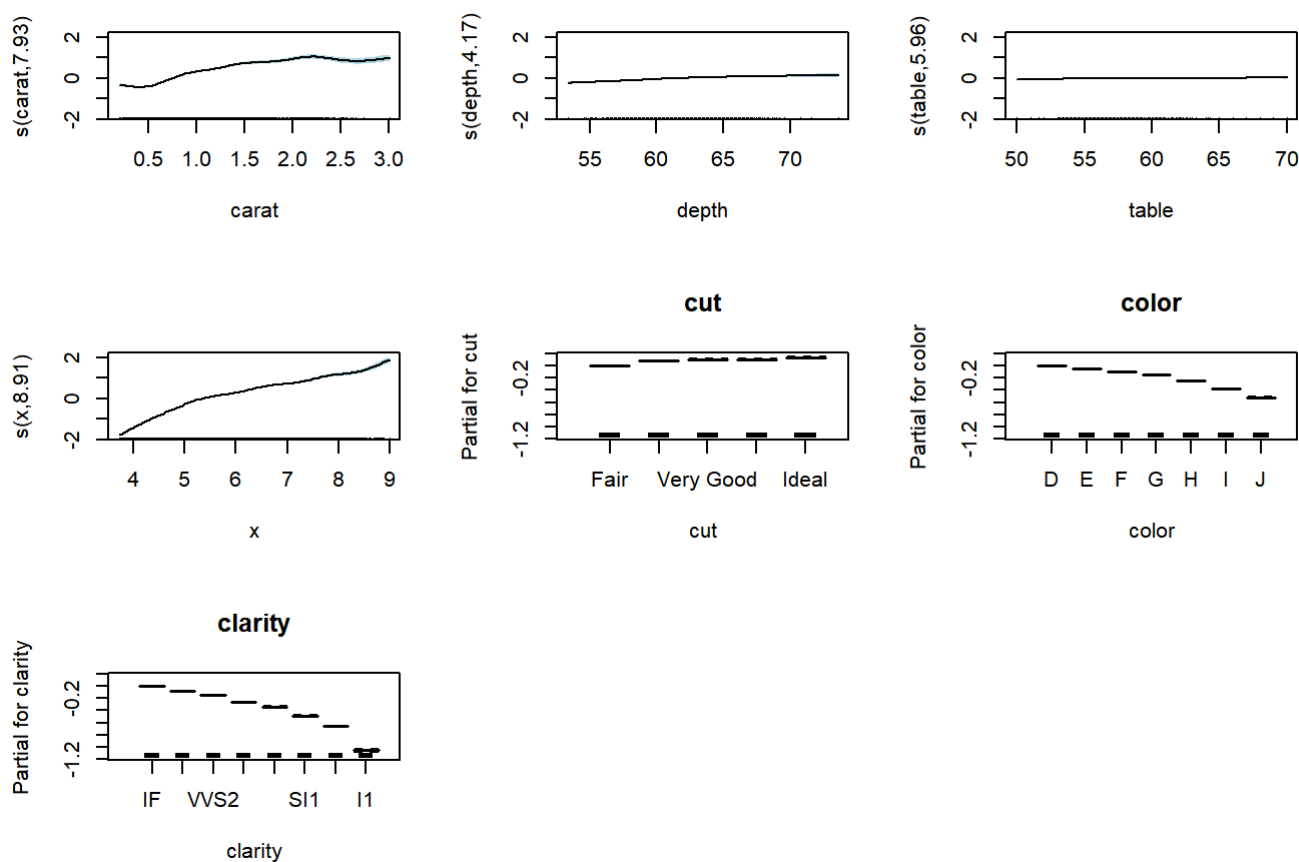 s(carat,7.93)
2
0
-2
0.5 1.0 1.5 2.0 2.5 3.0
carat
s(depth,4.17)
2
0
-2
55 60 65 70
depth
s(table,5.96)
2
0
-2
50 55 60 65 70
table
s(x,8.91)
2
0
-2
4 5 6 7 8 9
x
cut
Partial for cut
-0.2
-1.2
Fair Very Good Ideal
cut
color
Partial for color
-0.2
-1.2
D E F G H I J
color
clarity
Partial for clarity
-0.2
-1.2
IF VVS2 SI1 I1
clarity